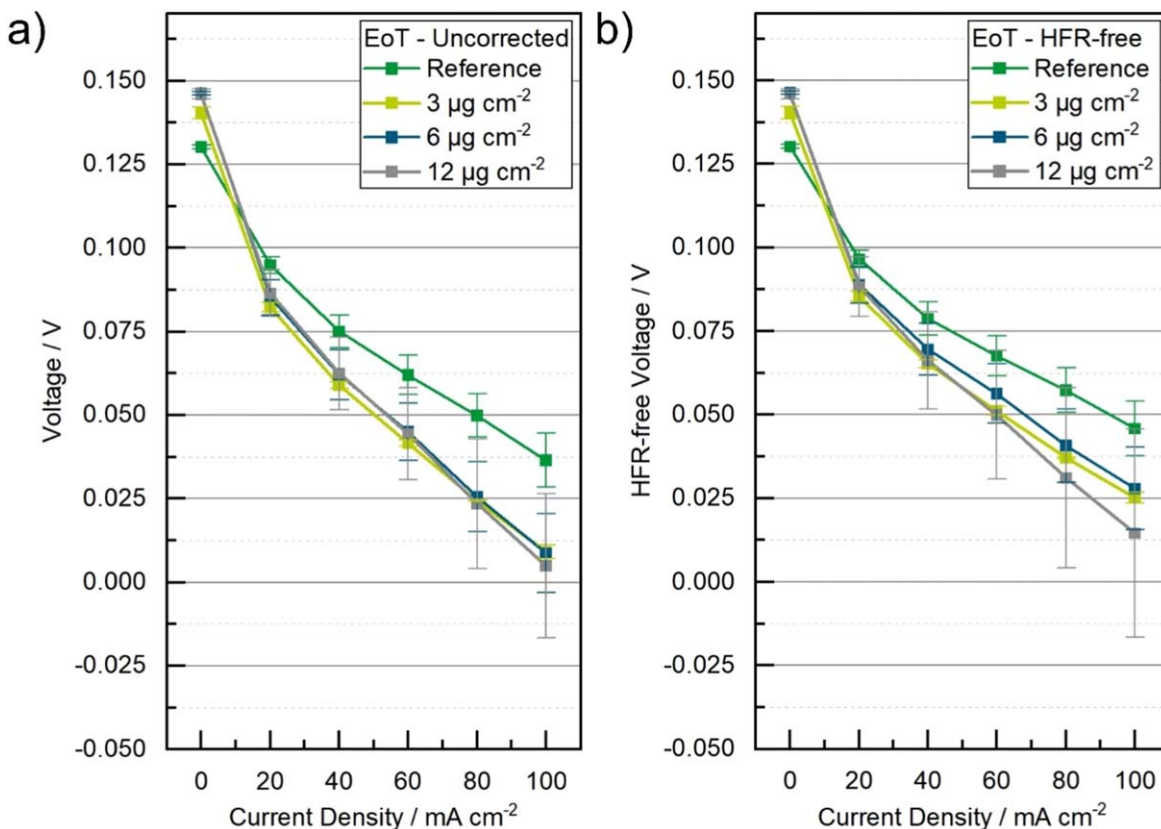 a)
EoT - Uncorrected
Reference
3 µg cm⁻²
6 µg cm⁻²
12 µg cm⁻²
0.150
0.125
0.100
0.075
0.050
0.025
0.000
-0.025
-0.050
Voltage / V
0 20 40 60 80 100
Current Density / mA cm⁻²
b)
EoT - HFR-free
Reference
3 µg cm⁻²
6 µg cm⁻²
12 µg cm⁻²
0.150
0.125
0.100
0.075
0.050
0.025
0.000
-0.025
-0.050
HFR-free Voltage / V
0 20 40 60 80 100
Current Density / mA cm⁻²